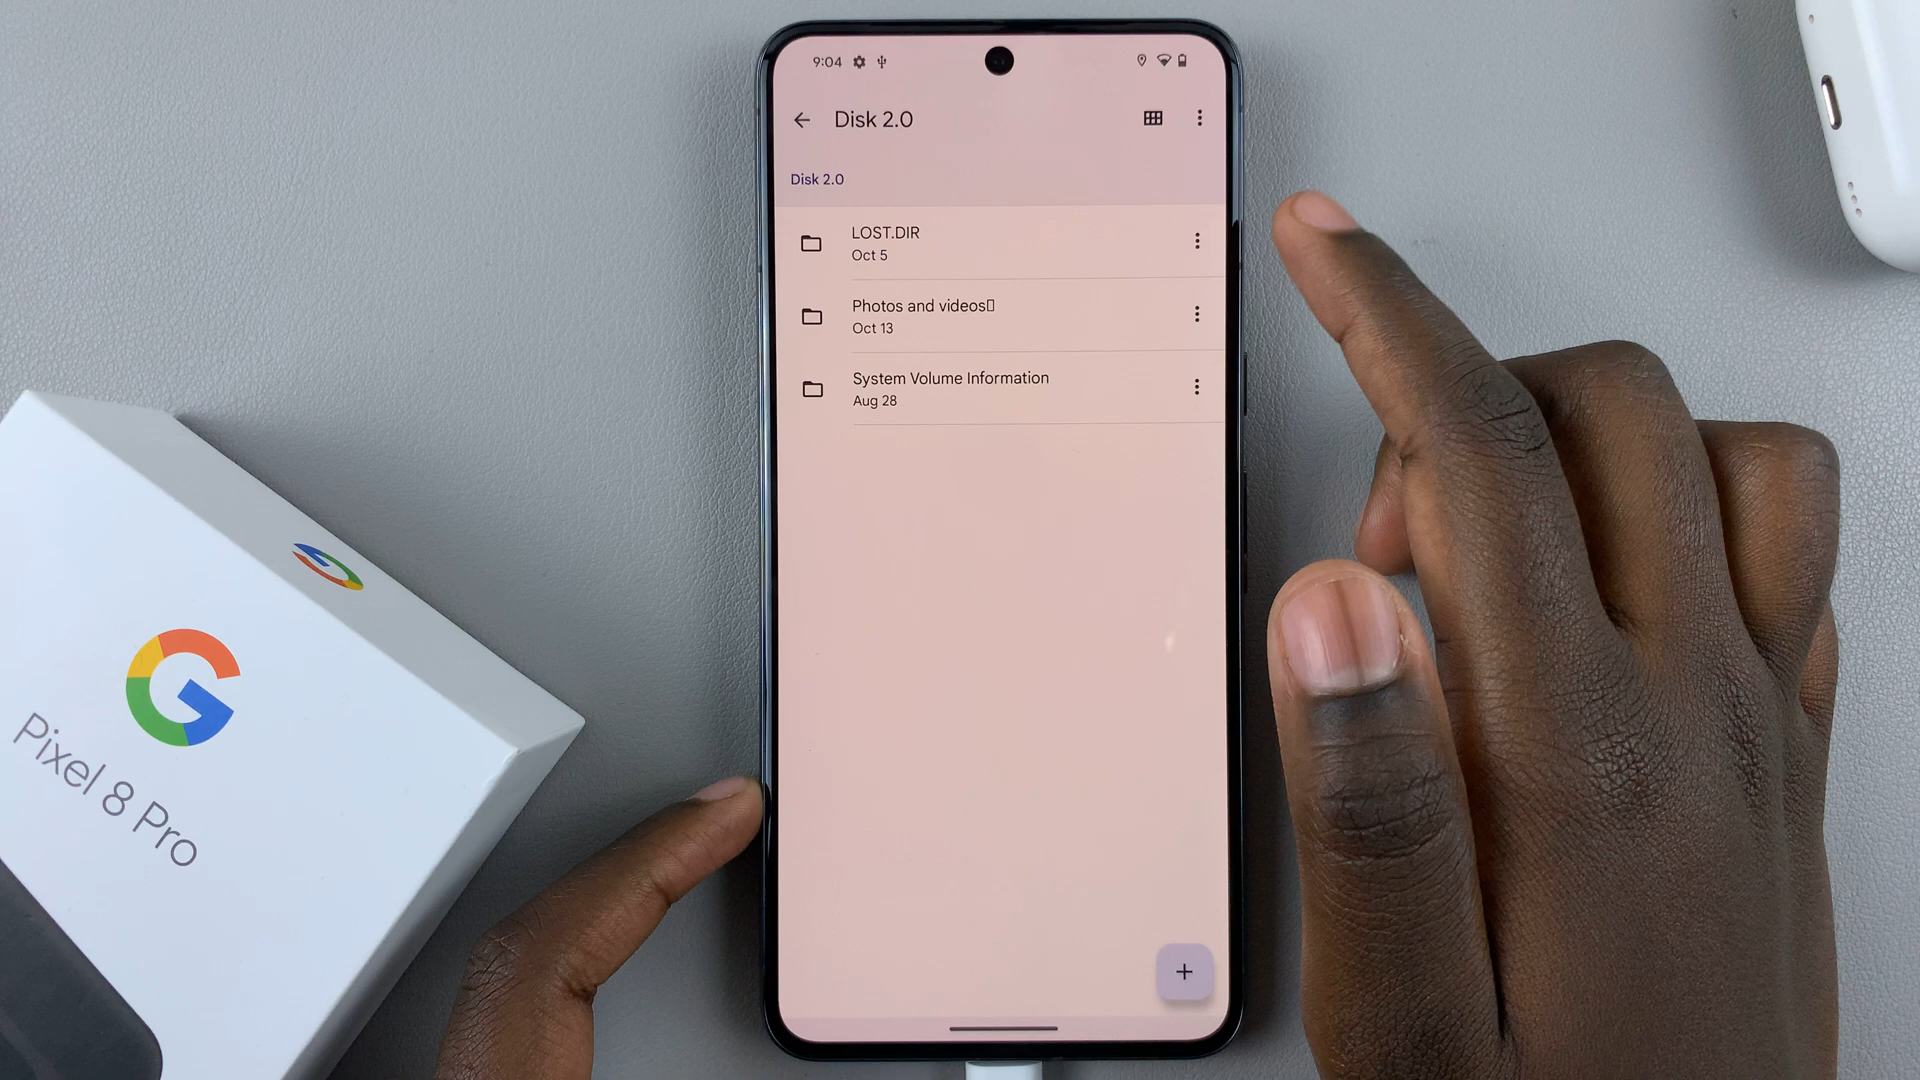 9:04
Disk 2.0
Disk 2.0
LOST.DIR
Oct 5
Photos and videos▯
Oct 13
System Volume Information
Aug 28
+
G
Pixel 8 Pro